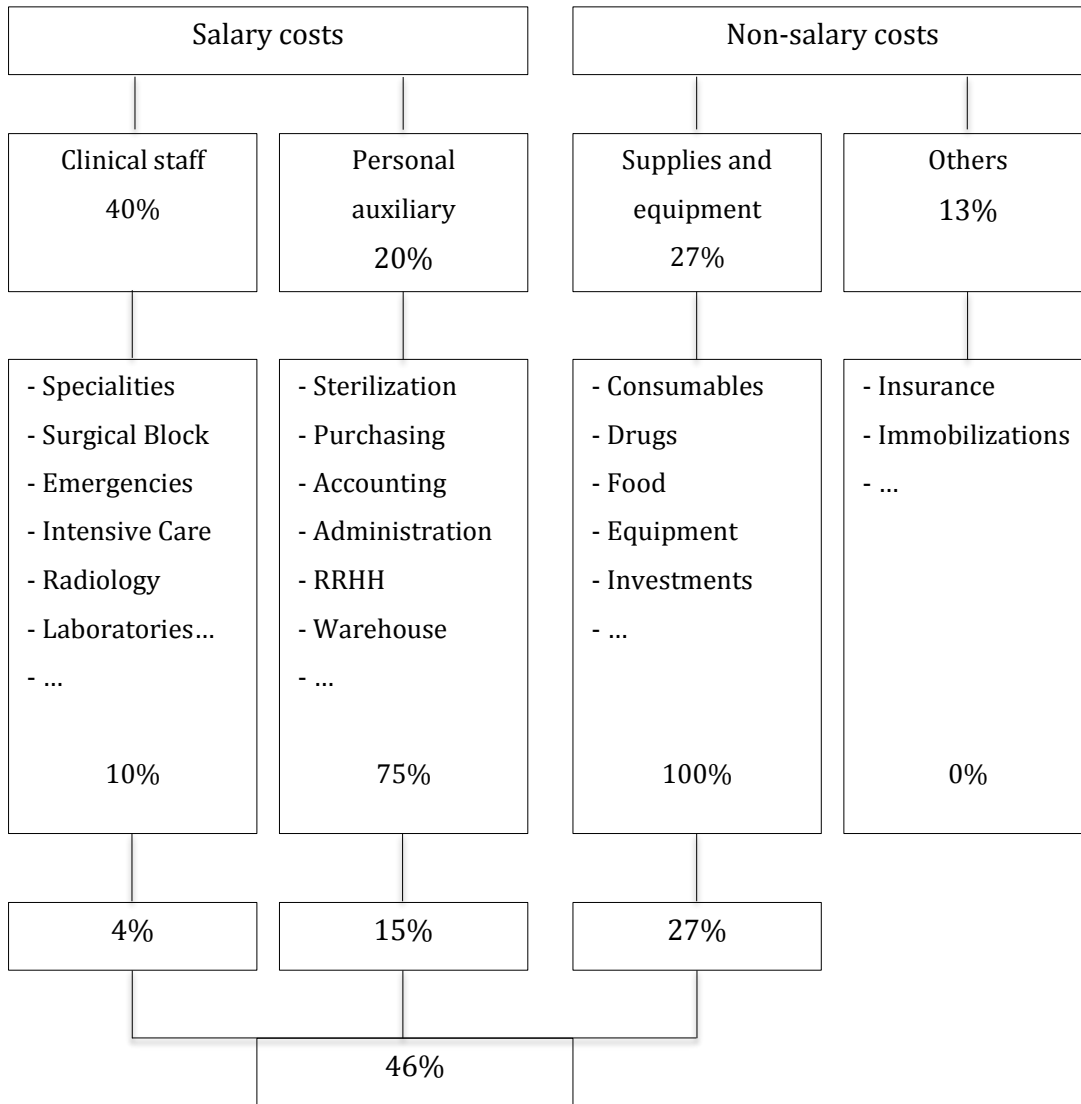 Salary costs
Non-salary costs
Clinical staff
40%
Personal
auxiliary
20%
Supplies and
equipment
27%
Others
13%
- Specialities
- Surgical Block
- Emergencies
- Intensive Care
- Radiology
- Laboratories…
- …
10%
- Sterilization
- Purchasing
- Accounting
- Administration
- RRHH
- Warehouse
- …
75%
- Consumables
- Drugs
- Food
- Equipment
- Investments
- …
100%
- Insurance
- Immobilizations
- …
0%
4%
15%
27%
46%